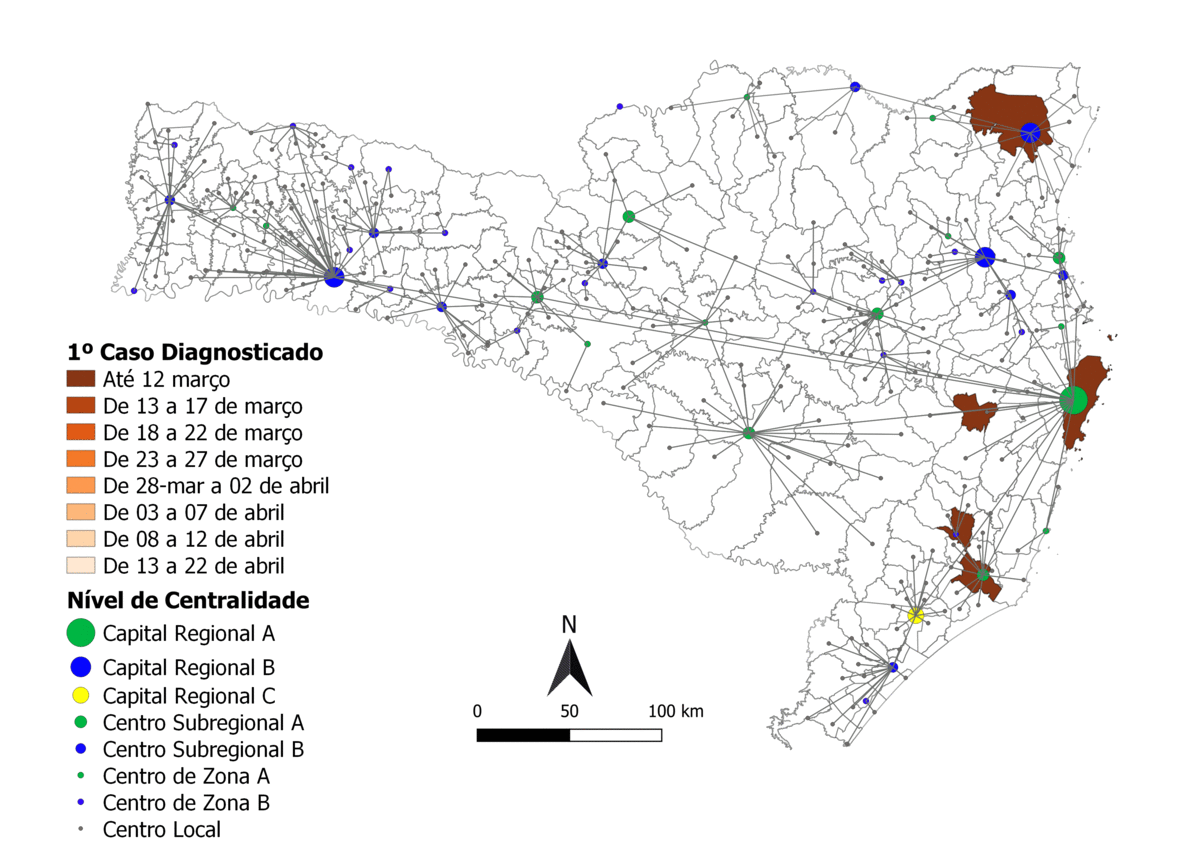 1º Caso Diagnosticado
Até 12 março
De 13 a 17 de março
De 18 a 22 de março
De 23 a 27 de março
De 28-mar a 02 de abril
De 03 a 07 de abril
De 08 a 12 de abril
De 13 a 22 de abril
Nível de Centralidade
Capital Regional A
Capital Regional B
Capital Regional C
Centro Subregional A
Centro Subregional B
Centro de Zona A
Centro de Zona B
Centro Local
N
0 50 100 km